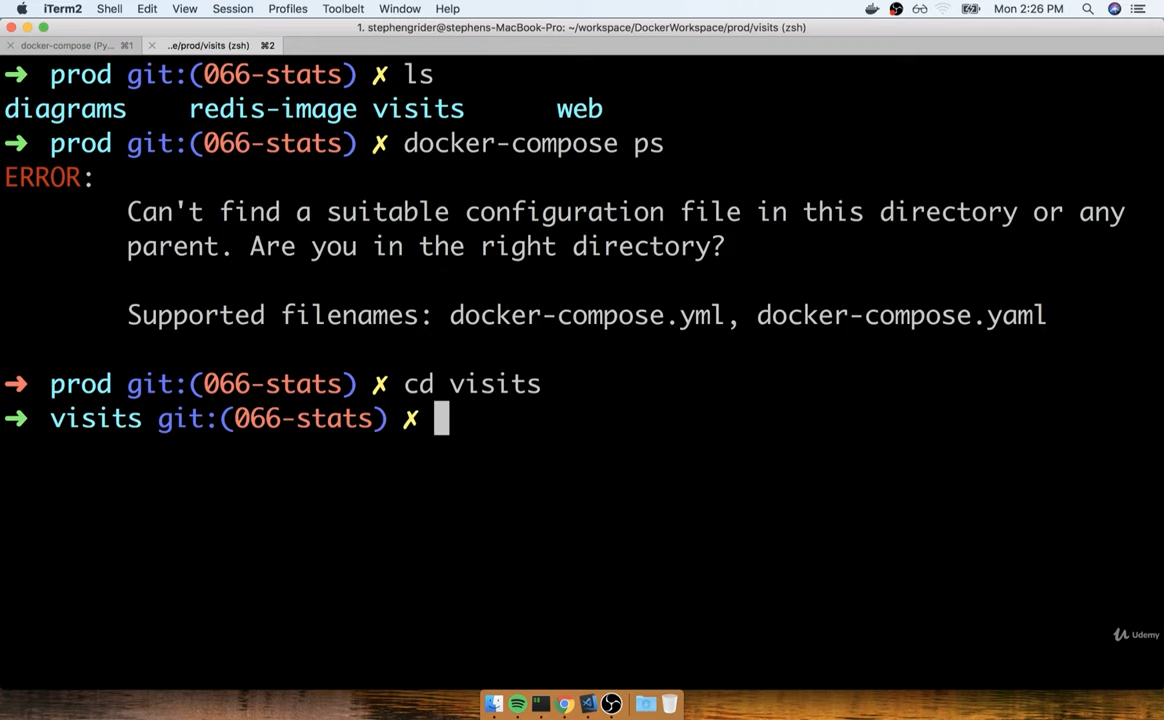 iTerm2 Shell Edit View Session Profiles Toolbelt Window Help Mon 2:26 PM
1. stephengrider@stephens-MacBook-Pro: ~/workspace/DockerWorkspace/prod/visits (zsh)
docker-compose (Py... ⌘1 ..e/prod/visits (zsh) ⌘2
→ prod git:(066-stats) ✗ ls
diagrams redis-image visits web
→ prod git:(066-stats) ✗ docker-compose ps
ERROR:
Can't find a suitable configuration file in this directory or any
parent. Are you in the right directory?
Supported filenames: docker-compose.yml, docker-compose.yaml
→ prod git:(066-stats) ✗ cd visits
→ visits git:(066-stats) ✗
Udemy